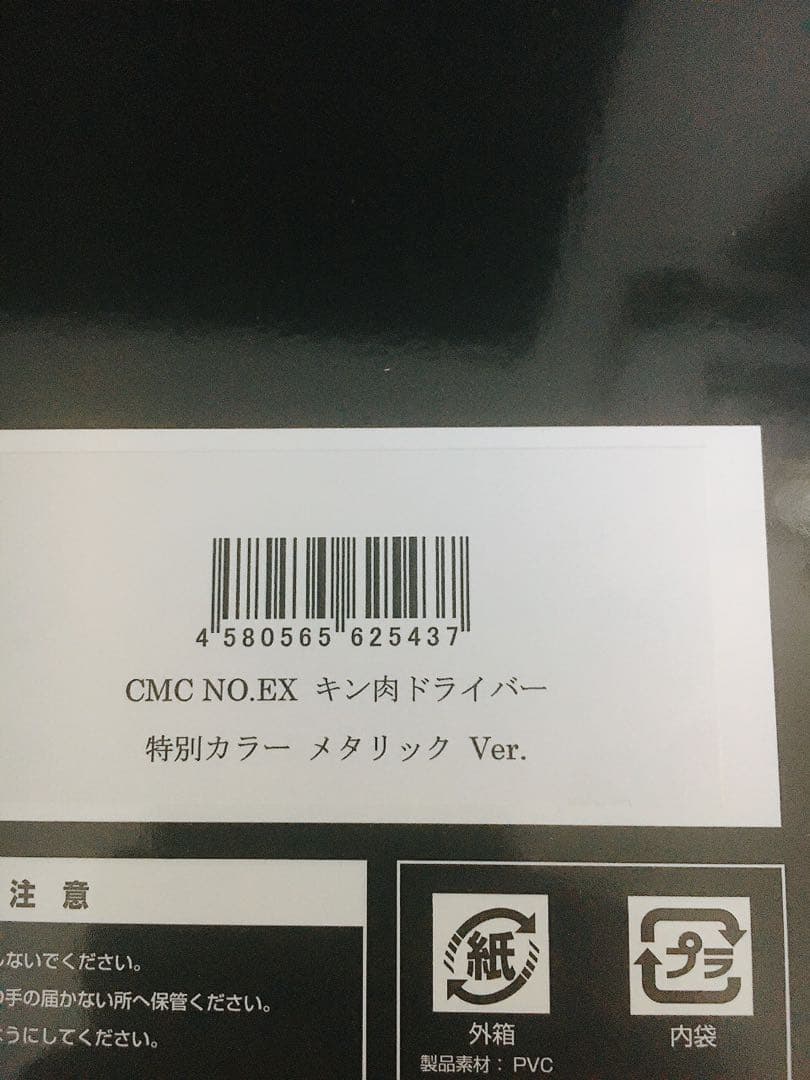 4 580565 625437
CMC NO.EX キン肉ドライバー
特別カラー メタリック Ver.
注 意
しないでください。
の手の届かない所へ保管ください。
ようにしてください。
紙
外箱
プラ
内袋
製品素材：PVC